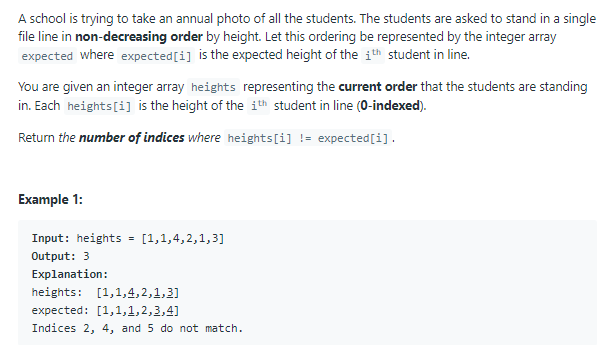 A school is trying to take an annual photo of all the students. The students are asked to stand in a single
file line in non-decreasing order by height. Let this ordering be represented by the integer array
expected where expected[i] is the expected height of the ith student in line.
You are given an integer array heights representing the current order that the students are standing
in. Each heights[i] is the height of the ith student in line (0-indexed).
Return the number of indices where heights[i] != expected[i].
Example 1:
Input: heights = [1,1,4,2,1,3]
Output: 3
Explanation:
heights: [1,1,4,2,1,3]
expected: [1,1,1,2,3,4]
Indices 2, 4, and 5 do not match.